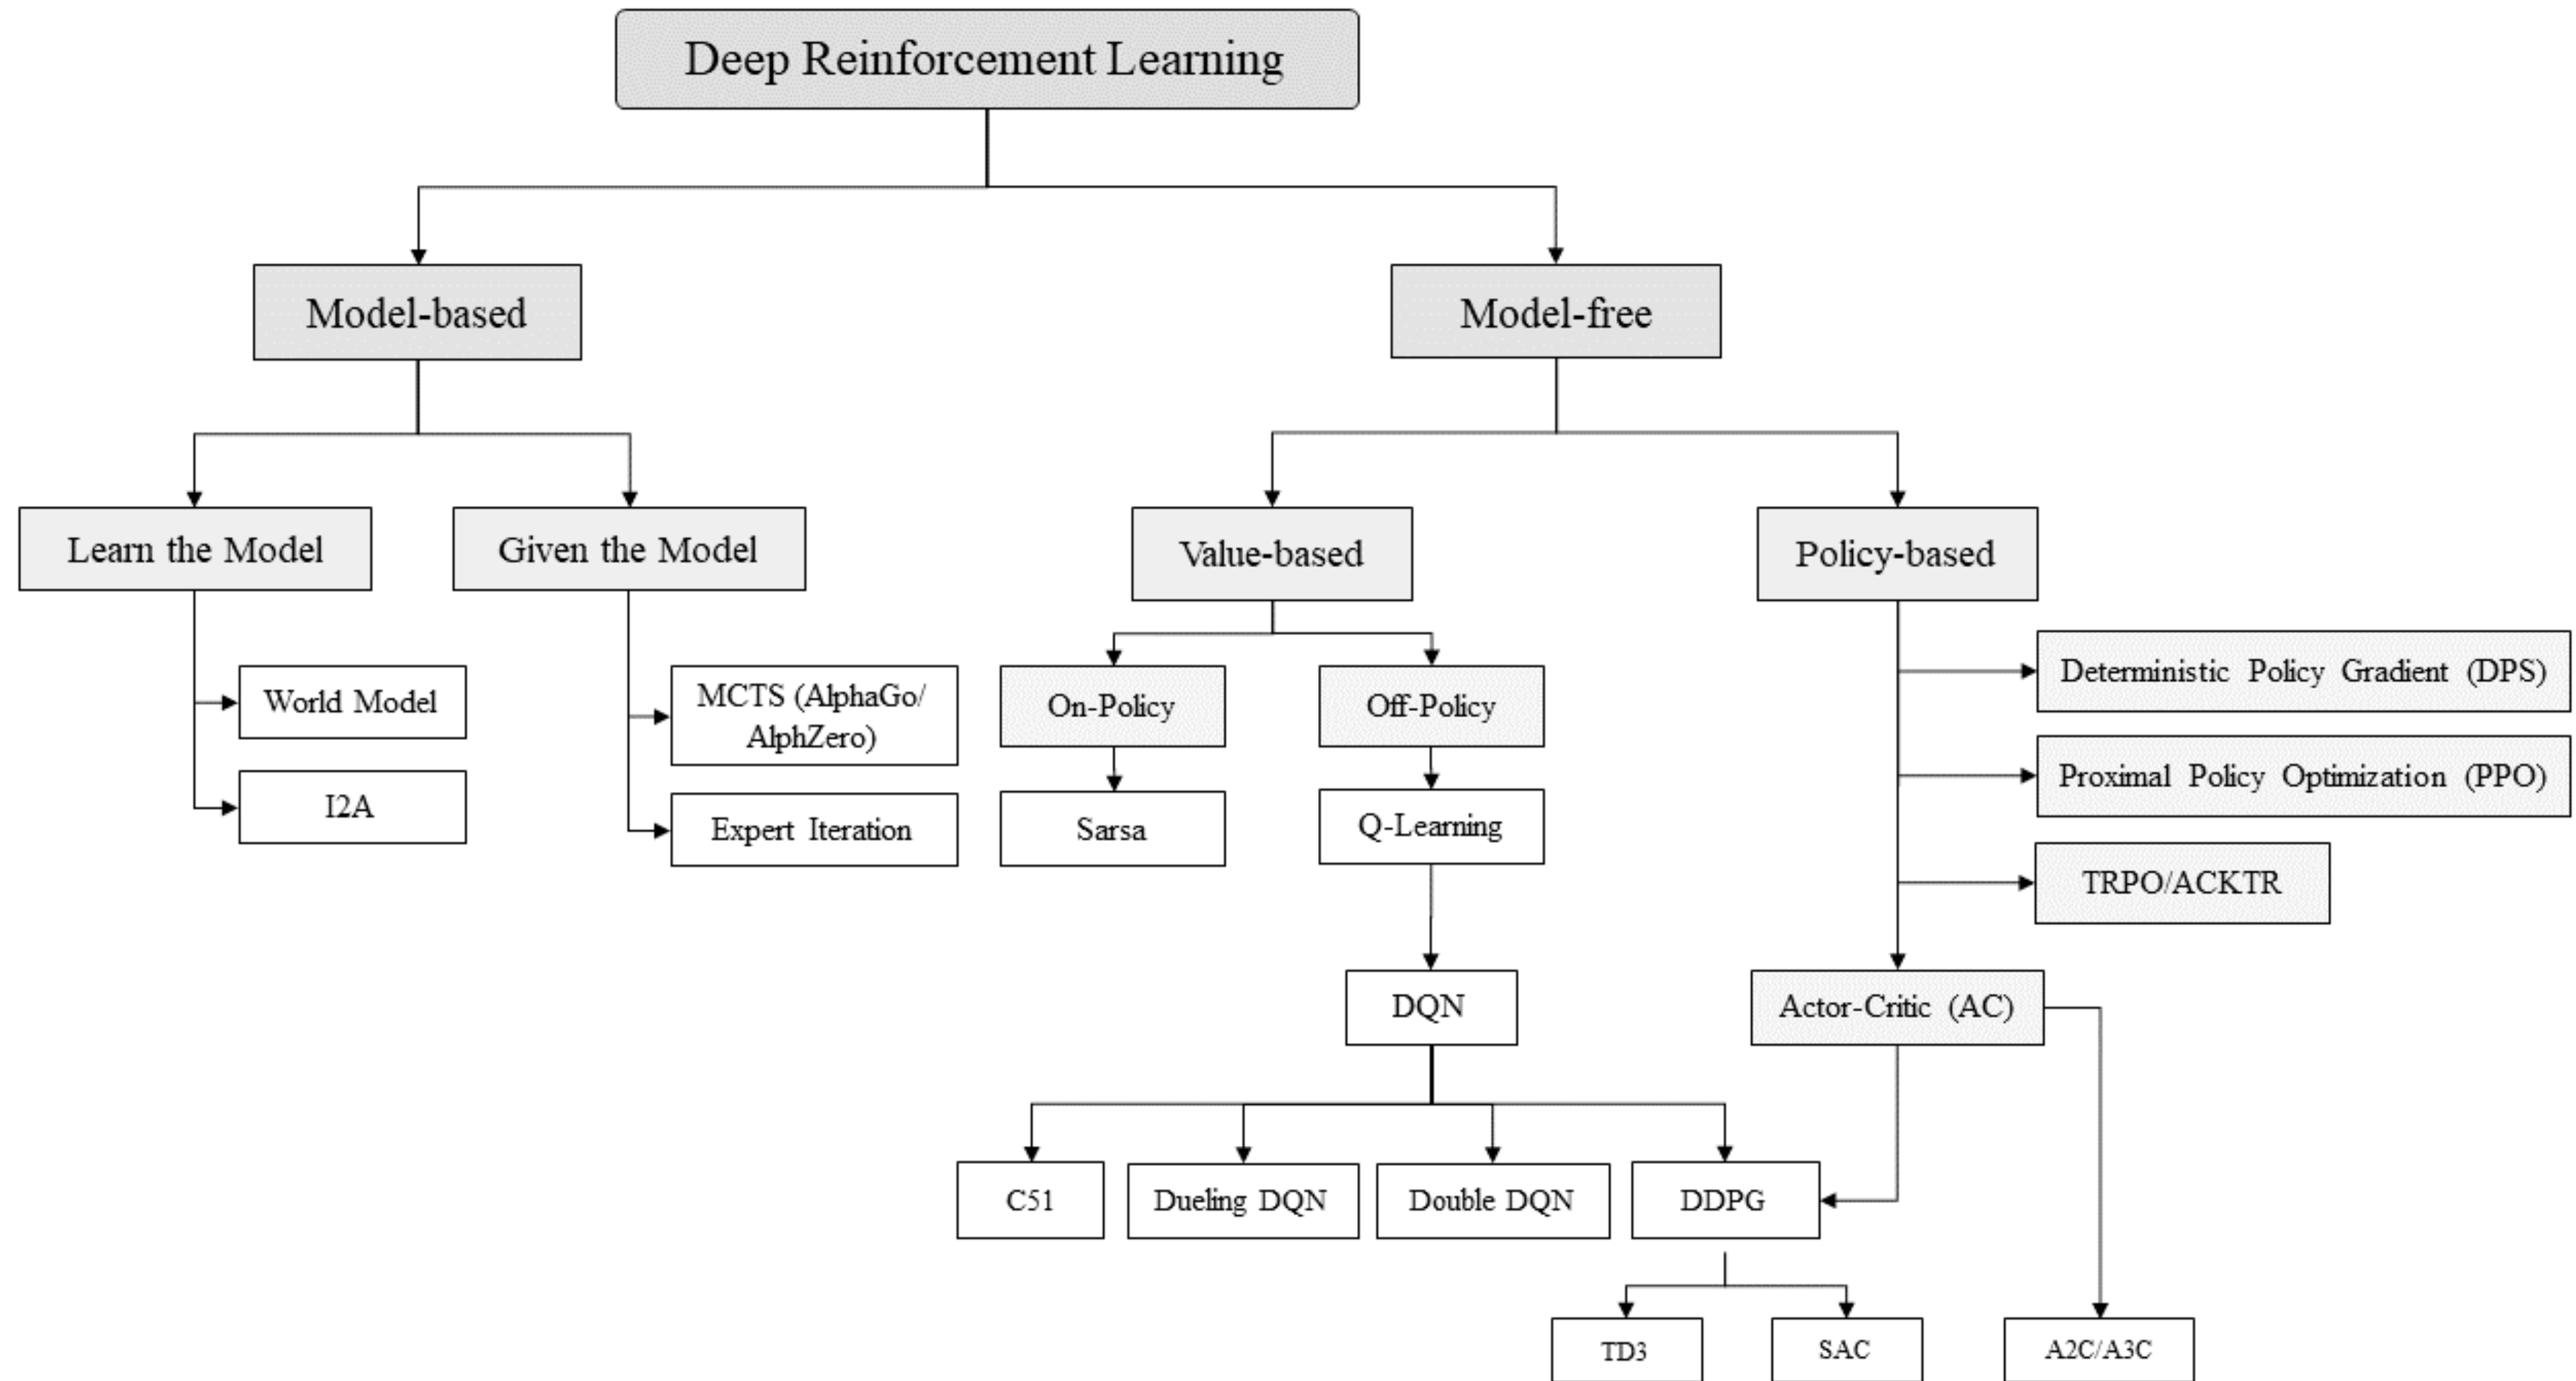 Deep Reinforcement Learning
Model-based
Model-free
Learn the Model
Given the Model
Value-based
Policy-based
World Model
I2A
MCTS (AlphaGo/
AlphZero)
Expert Iteration
On-Policy
Off-Policy
Sarsa
Q-Learning
Deterministic Policy Gradient (DPS)
Proximal Policy Optimization (PPO)
TRPO/ACKTR
DQN
Actor-Critic (AC)
C51
Dueling DQN
Double DQN
DDPG
TD3
SAC
A2C/A3C